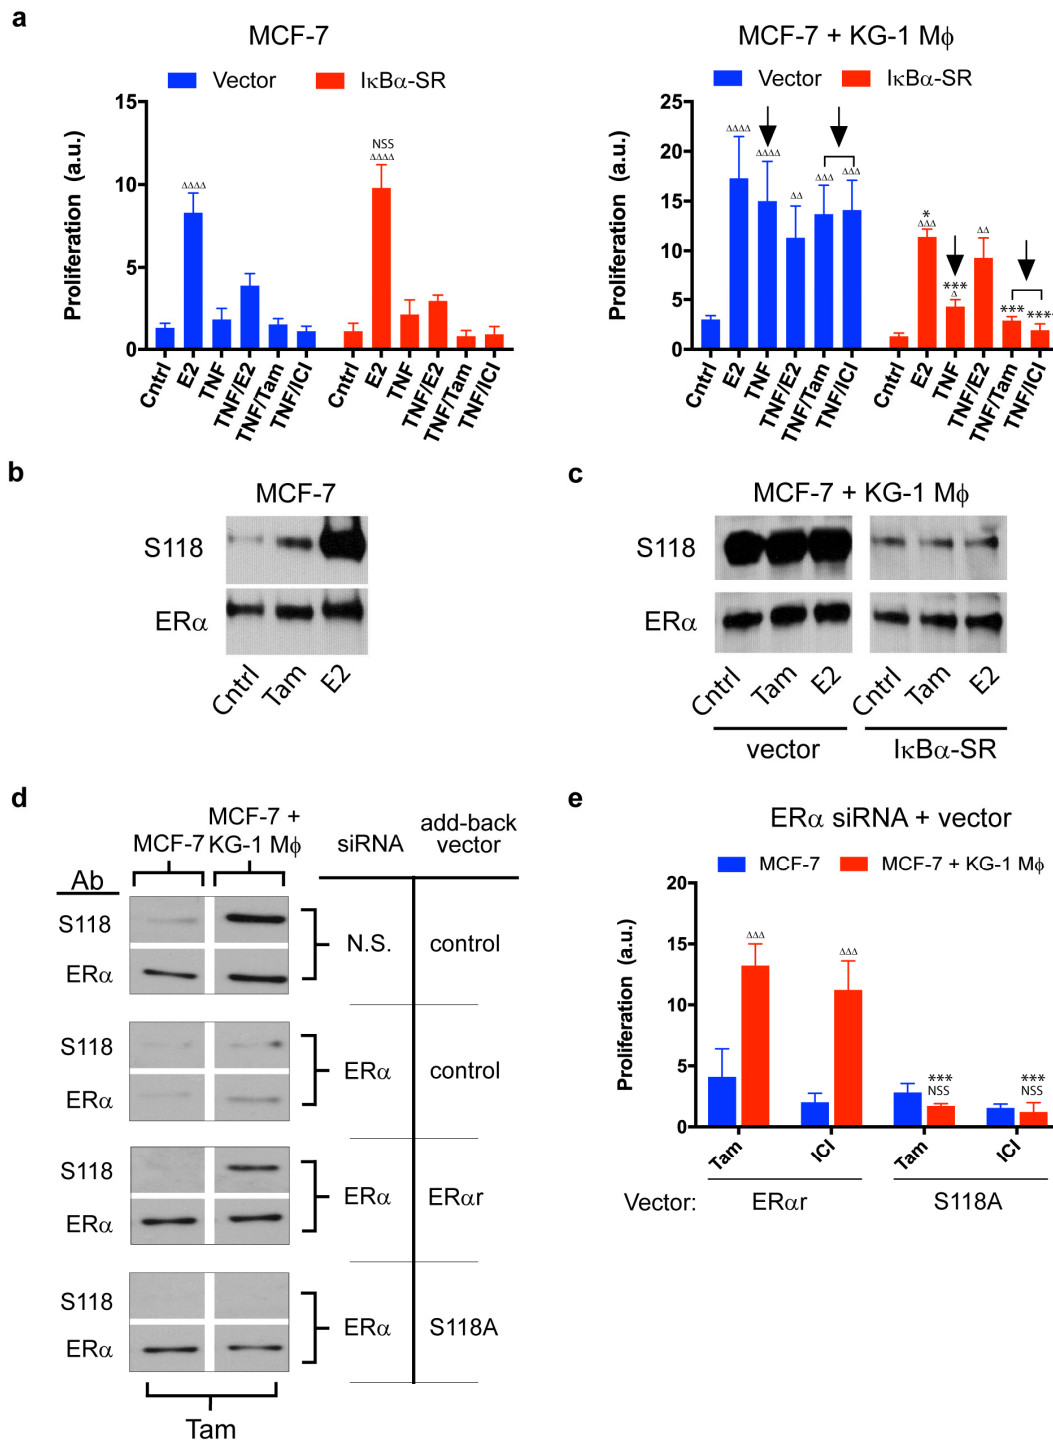 a
MCF-7
Vector
IκBα-SR
Proliferation (a.u.)
15
10
5
0
ΔΔΔΔ
NSS
ΔΔΔΔ
Cntrl
E2
TNF
TNF/E2
TNF/Tam
TNF/ICI
Cntrl
E2
TNF
TNF/E2
TNF/Tam
TNF/ICI
MCF-7 + KG-1 Mϕ
Vector
IκBα-SR
Proliferation (a.u.)
25
20
15
10
5
0
ΔΔΔΔ
ΔΔΔΔ
ΔΔ
ΔΔΔ
ΔΔΔ
*
ΔΔΔ
***
Δ
ΔΔ
***
****
Cntrl
E2
TNF
TNF/E2
TNF/Tam
TNF/ICI
Cntrl
E2
TNF
TNF/E2
TNF/Tam
TNF/ICI
b
MCF-7
S118
ERα
Cntrl
Tam
E2
c
MCF-7 + KG-1 Mϕ
S118
ERα
Cntrl
Tam
E2
Cntrl
Tam
E2
vector
IκBα-SR
d
MCF-7
MCF-7 +
KG-1 Mϕ
siRNA
add-back
vector
Ab
S118
ERα
N.S.
control
S118
ERα
ERα
control
S118
ERα
ERα
ERαr
S118
ERα
ERα
S118A
Tam
e
ERα siRNA + vector
MCF-7
MCF-7 + KG-1 Mϕ
Proliferation (a.u.)
20
15
10
5
0
ΔΔΔ
ΔΔΔ
***
NSS
***
NSS
Tam
ICI
Tam
ICI
Vector:
ERαr
S118A